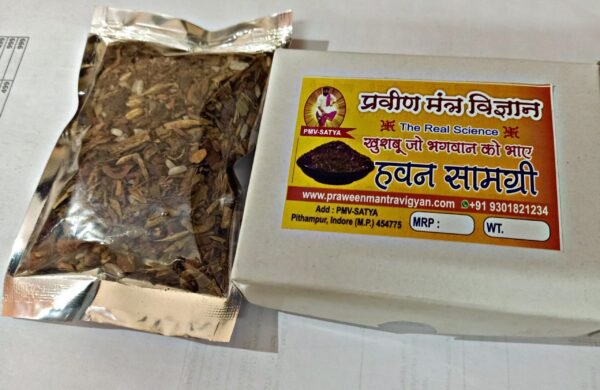 प्रवीण मंत्र विज्ञान
PMV-SATYA
The Real Science
खुशबू जो भगवान को भाए
हवन सामग्री
www.praweenmantravigyan.com +91 9301821234
Add : PMV-SATYA
Pithampur, Indore (M.P.) 454775
MRP :
WT.